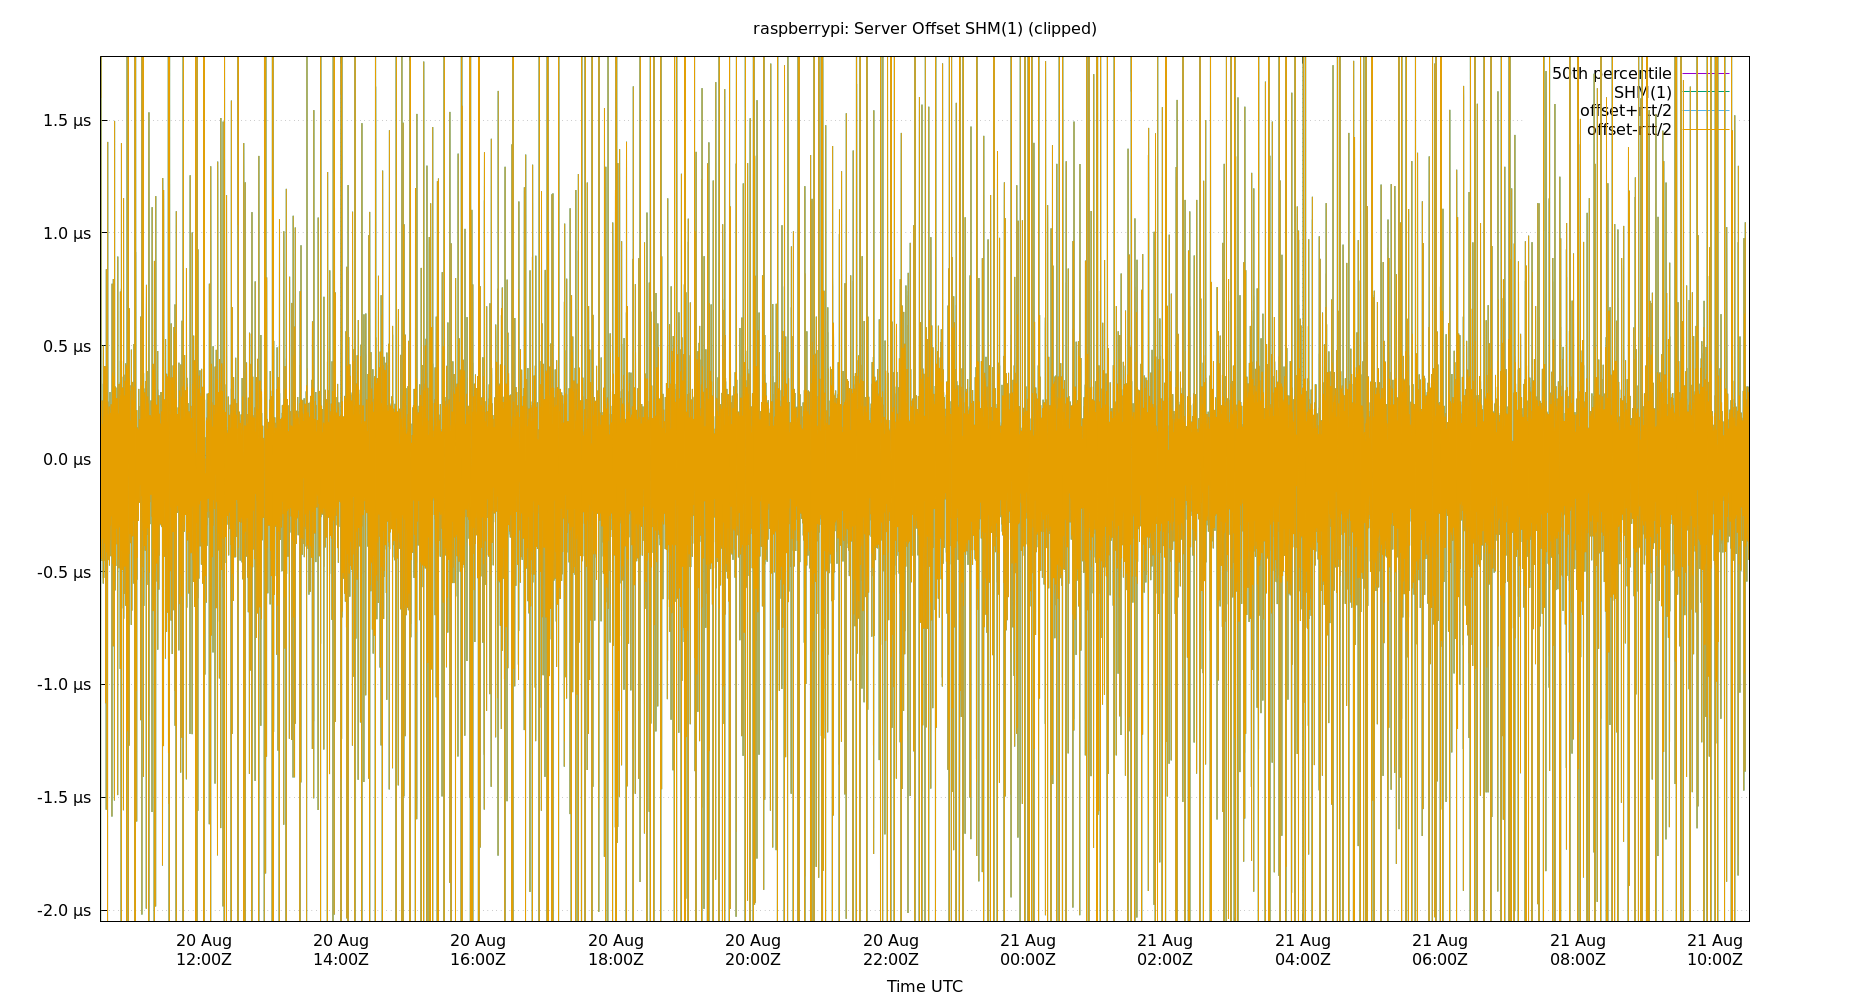 raspberrypi: Server Offset SHM(1) (clipped)
50th percentile
SHM(1)
offset+rtt/2
offset-rtt/2
1.5 µs
1.0 µs
0.5 µs
0.0 µs
-0.5 µs
-1.0 µs
-1.5 µs
-2.0 µs
20 Aug 20 Aug 20 Aug 20 Aug 20 Aug 20 Aug 21 Aug 21 Aug 21 Aug 21 Aug 21 Aug 21 Aug
12:00Z 14:00Z 16:00Z 18:00Z 20:00Z 22:00Z 00:00Z 02:00Z 04:00Z 06:00Z 08:00Z 10:00Z
Time UTC